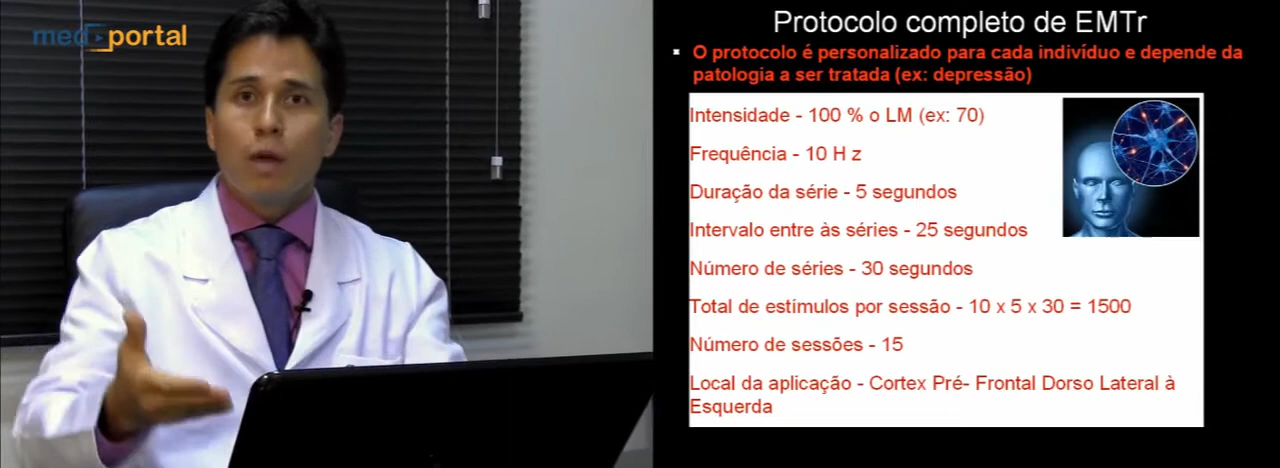 med portal
Protocolo completo de EMTr
O protocolo é personalizado para cada indivíduo e depende da
patologia a ser tratada (ex: depressão)
Intensidade - 100 % o LM (ex: 70)
Frequência - 10 H z
Duração da série - 5 segundos
Intervalo entre às séries - 25 segundos
Número de séries - 30 segundos
Total de estímulos por sessão - 10 x 5 x 30 = 1500
Número de sessões - 15
Local da aplicação - Cortex Pré- Frontal Dorso Lateral à
Esquerda